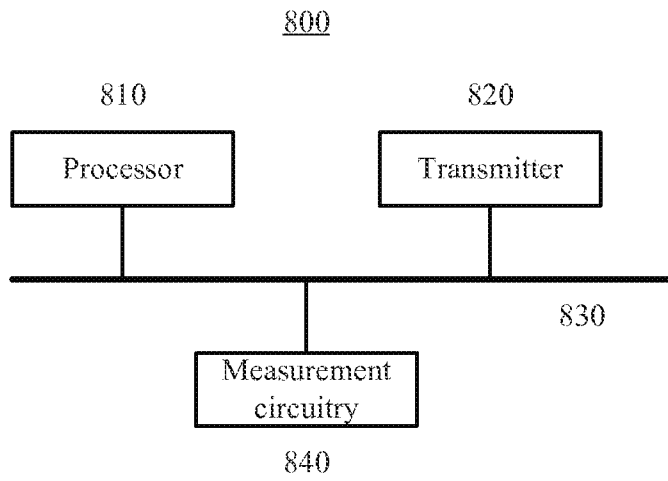 800
810
820
Processor
Transmitter
830
Measurement
circuitry
840